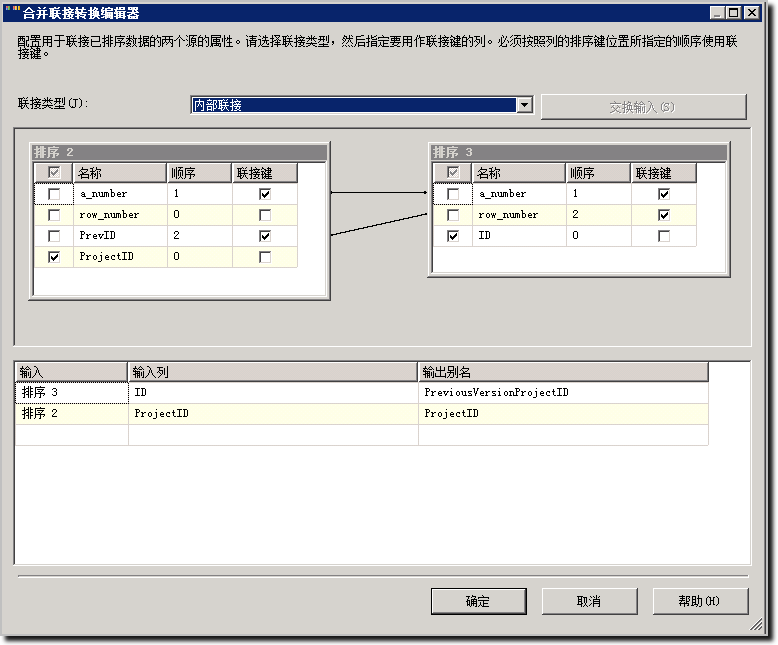 合并联接转换编辑器
配置用于联接已排序数据的两个源的属性。请选择联接类型，然后指定要用作联接键的列。必须按照列的排序键位置所指定的顺序使用联
接键。
联接类型(T): 内部联接 交换输入(S)
排序 2
名称 顺序 联接键
a_number 1
row_number 0
PrevID 2
ProjectID 0
排序 3
名称 顺序 联接键
a_number 1
row_number 2
ID 0
输入 输入列 输出别名
排序 3 ID PreviousVersionProjectID
排序 2 ProjectID ProjectID
确定 取消 帮助(H)